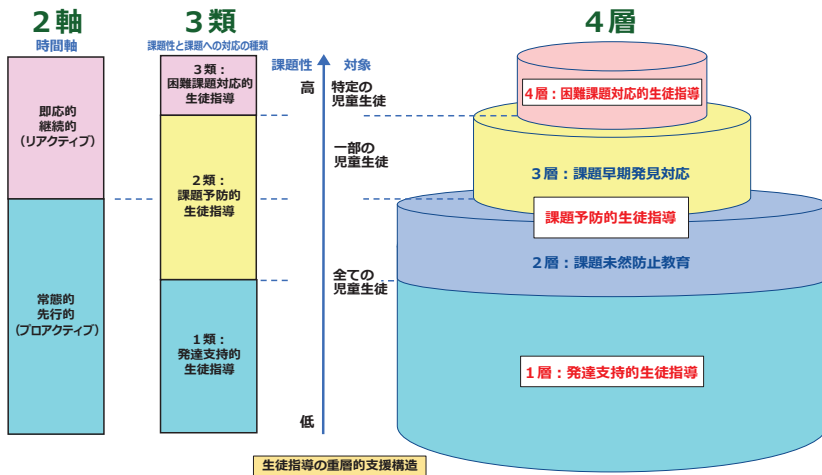 2軸
時間軸
即応的
継続的
(リアクティブ)
常態的
先行的
(プロアクティブ)
3類
課題性と課題への対応の種類
3類：
困難課題対応的
生徒指導
2類：
課題予防的
生徒指導
1類：
発達支持的
生徒指導
課題性
高
低
対象
特定の
児童生徒
一部の
児童生徒
全ての
児童生徒
4層
4層：困難課題対応的生徒指導
3層：課題早期発見対応
課題予防的生徒指導
2層：課題未然防止教育
1層：発達支持的生徒指導
生徒指導の重層的支援構造